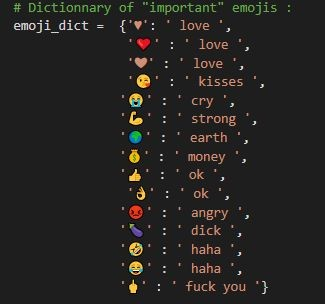 # Dictionnary of "important" emojis :
emoji_dict = {'♥': ' love ',
'❤️' : ' love ',
'🤎' : ' love ',
'😘' : ' kisses ',
'😭' : ' cry ',
'💪' : ' strong ',
'🌍' : ' earth ',
'💰' : ' money ',
'👍' : ' ok ',
'👌' : ' ok ',
'😡' : ' angry ',
'🍆' : ' dick ',
'🤣' : ' haha ',
'😂' : ' haha ',
'🖕' : ' fuck you '}